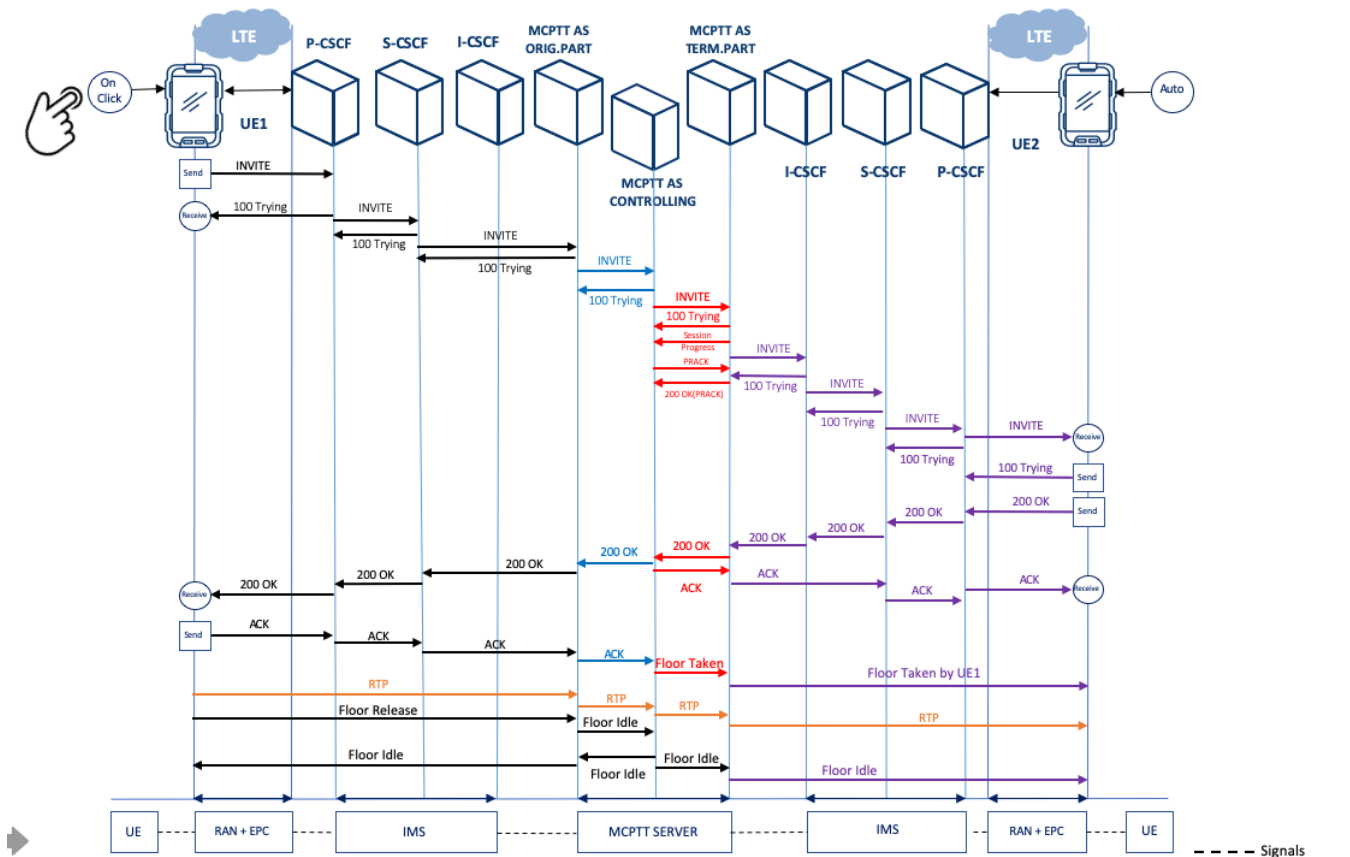 LTE
LTE
P-CSCF
S-CSCF
I-CSCF
MCPTT AS
ORIG.PART
MCPTT AS
TERM.PART
On
Click
UE1
Auto
UE2
MCPTT AS
CONTROLLING
I-CSCF
S-CSCF
P-CSCF
Send
INVITE
Receive
100 Trying
INVITE
100 Trying
INVITE
100 Trying
INVITE
100 Trying
INVITE
100 Trying
Session
Progress
PRACK
200 OK(PRACK)
INVITE
100 Trying
INVITE
100 Trying
INVITE
100 Trying
INVITE
Receive
100 Trying
Send
200 OK
Send
200 OK
200 OK
200 OK
200 OK
200 OK
200 OK
200 OK
200 OK
Receive
ACK
ACK
ACK
ACK
Receive
Send
ACK
ACK
ACK
ACK
Floor Taken
Floor Taken by UE1
RTP
RTP
RTP
RTP
Floor Release
Floor Idle
Floor Idle
Floor Idle
Floor Idle
Floor Idle
UE
RAN + EPC
IMS
MCPTT SERVER
IMS
RAN + EPC
UE
Signals